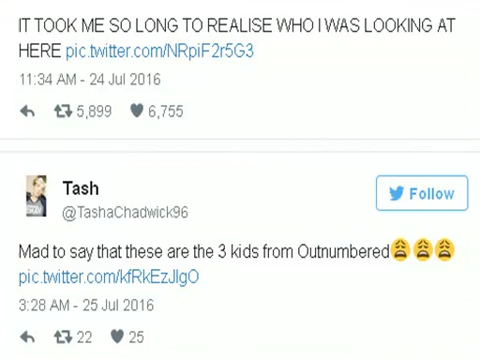 IT TOOK ME SO LONG TO REALISE WHO I WAS LOOKING AT
HERE pic.twitter.com/NRpiF2r5G3
11:34 AM - 24 Jul 2016
5,899 6,755
Tash
Follow
@TashaChadwick96
Mad to say that these are the 3 kids from Outnumbered😩😩😩
pic.twitter.com/kfRkEzJlgO
3:28 AM - 25 Jul 2016
22 25